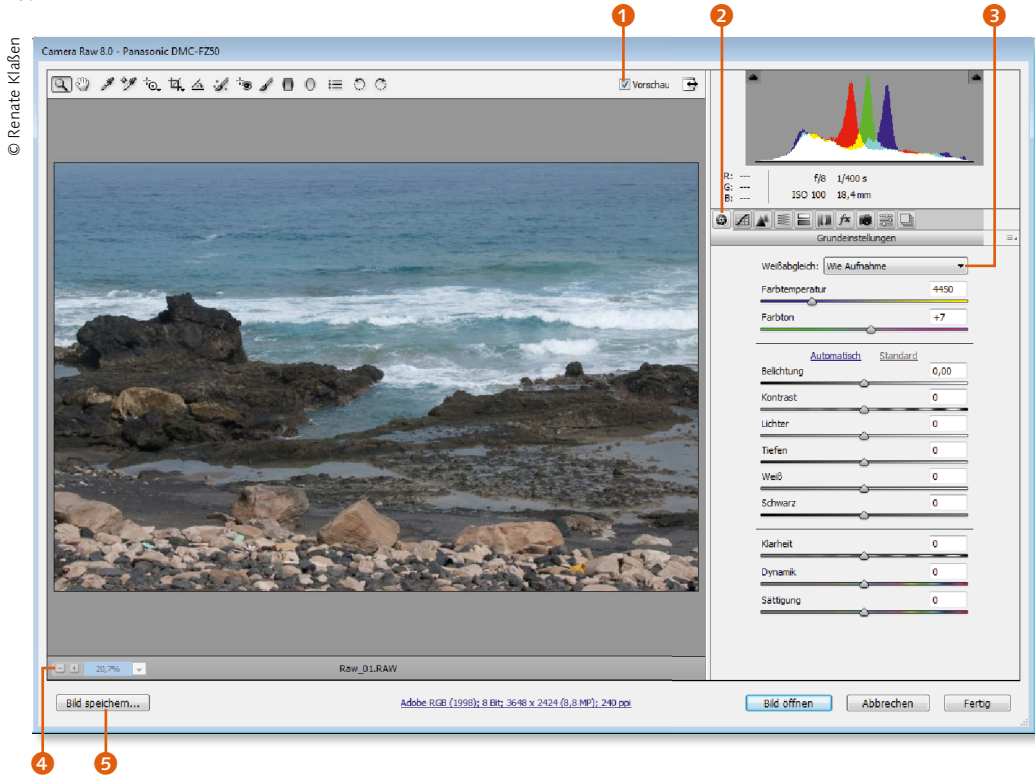 1 2 3
© Renate Klaßen
Camera Raw 8.0 - Panasonic DMC-FZ50
Vorschau
R: ---
G: ---
B: ---
f/8 1/400 s
ISO 100 18,4 mm
Grundeinstellungen
Weißabgleich: Wie Aufnahme
Farbtemperatur 4450
Farbton +7
Automatisch Standard
Belichtung 0,00
Kontrast 0
Lichter 0
Tiefen 0
Weiß 0
Schwarz 0
Klarheit 0
Dynamik 0
Sättigung 0
20,7% Raw_01.RAW
Bild speichern... Adobe RGB (1998); 8 Bit; 3648 x 2424 (8,8 MP); 240 ppi Bild öffnen Abbrechen Fertig
4 5